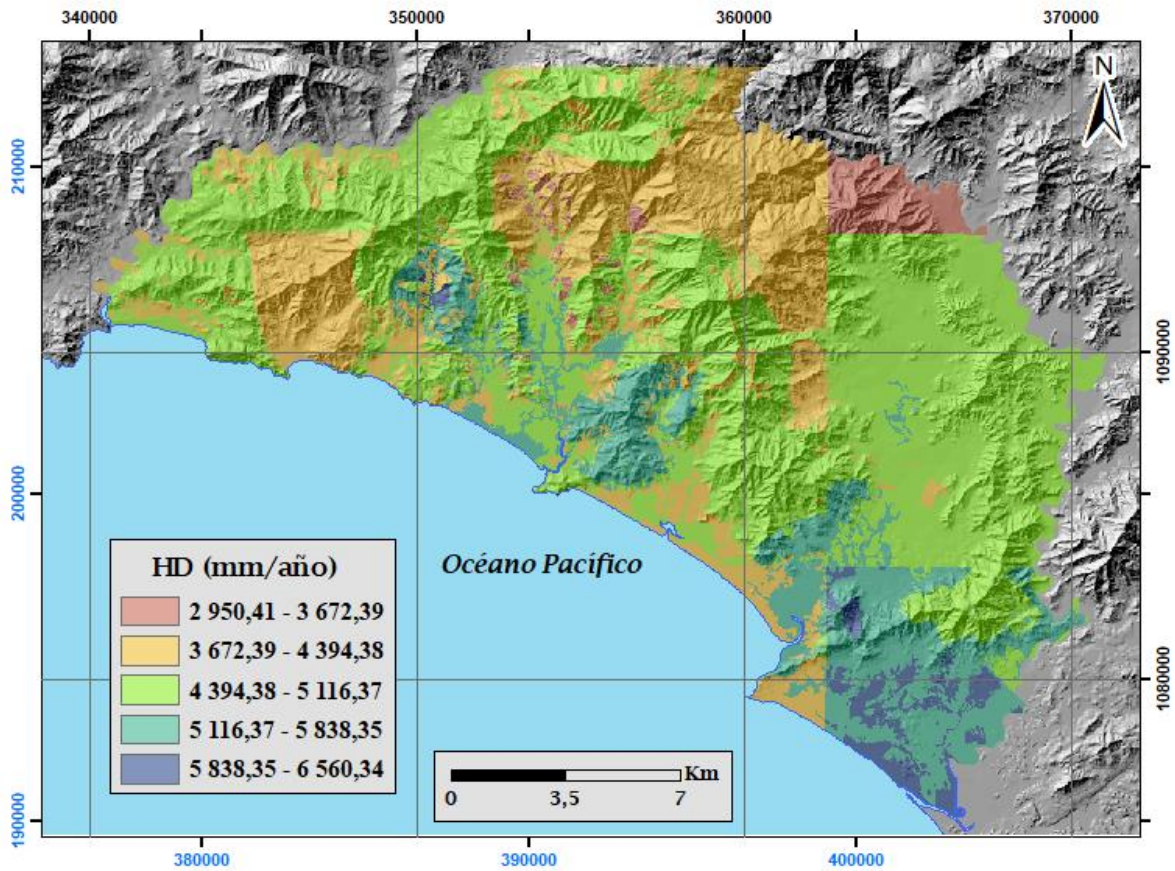 340000 350000 360000 370000
N
210000
1090000
200000
Océano Pacífico
HD (mm/año)
2 950,41 - 3 672,39
3 672,39 - 4 394,38
4 394,38 - 5 116,37
5 116,37 - 5 838,35
5 838,35 - 6 560,34
1080000
Km
0 3,5 7
190000
380000 390000 400000